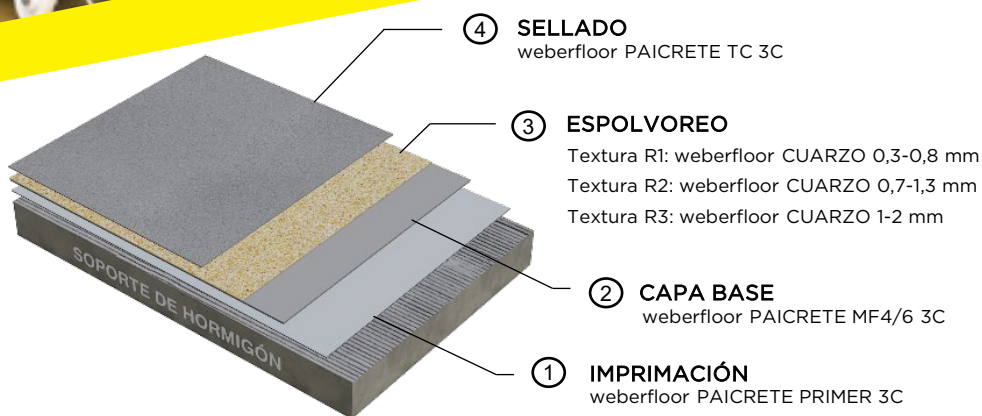 4 SELLADO
weberfloor PAICRETE TC 3C
3 ESPOLVOREO
Textura R1: weberfloor CUARZO 0,3-0,8 mm
Textura R2: weberfloor CUARZO 0,7-1,3 mm
Textura R3: weberfloor CUARZO 1-2 mm
2 CAPA BASE
weberfloor PAICRETE MF4/6 3C
1 IMPRIMACIÓN
weberfloor PAICRETE PRIMER 3C
SOPORTE DE HORMIGÓN